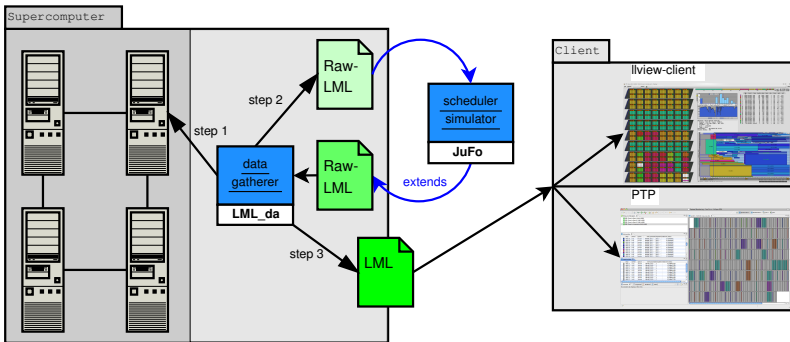 Supercomputer
Raw-
LML
step 2
step 1
scheduler
simulator
JuFo
data
gatherer
LML_da
Raw-
LML
extends
step 3
LML
Client
llview-client
PTP